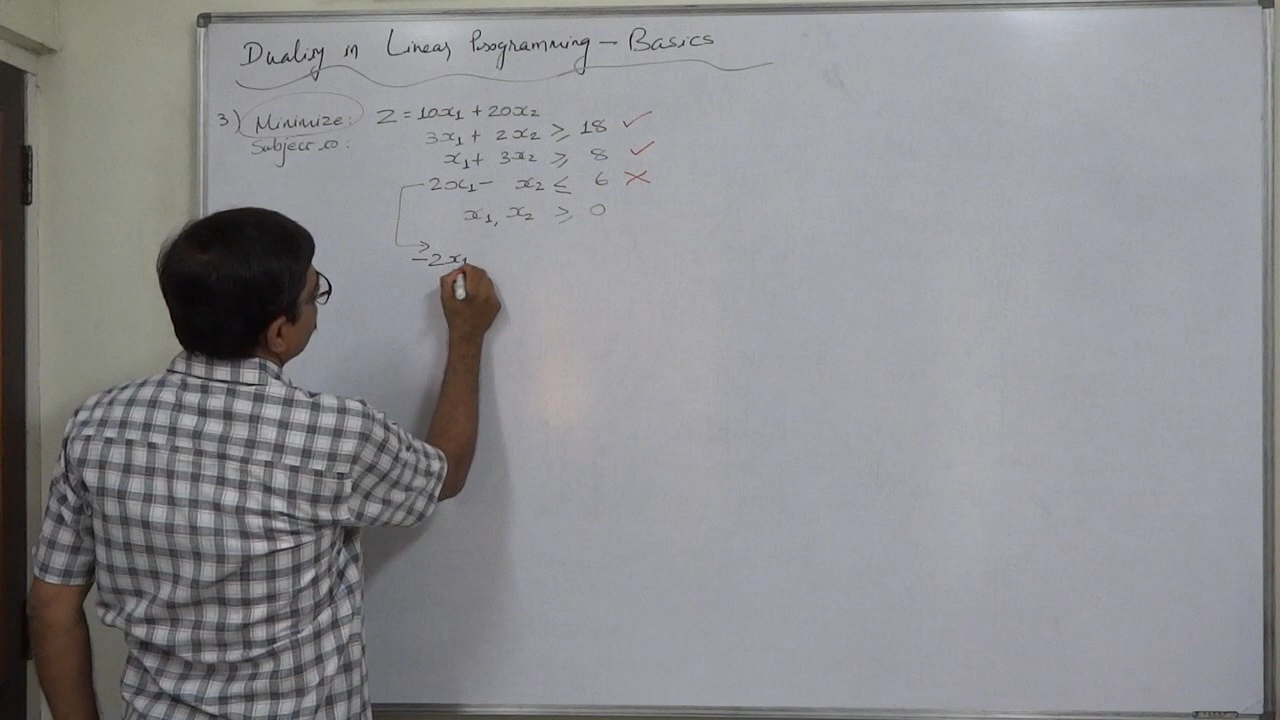 Duality in Linear Programming – Basics
3) Minimize: Z = 10x₁ + 20x₂
Subject to: 3x₁ + 2x₂ ≥ 18 ✓
x₁ + 3x₂ ≥ 8 ✓
2x₁ – x₂ ≤ 6 ✗
x₁, x₂ ≥ 0
–2x₁